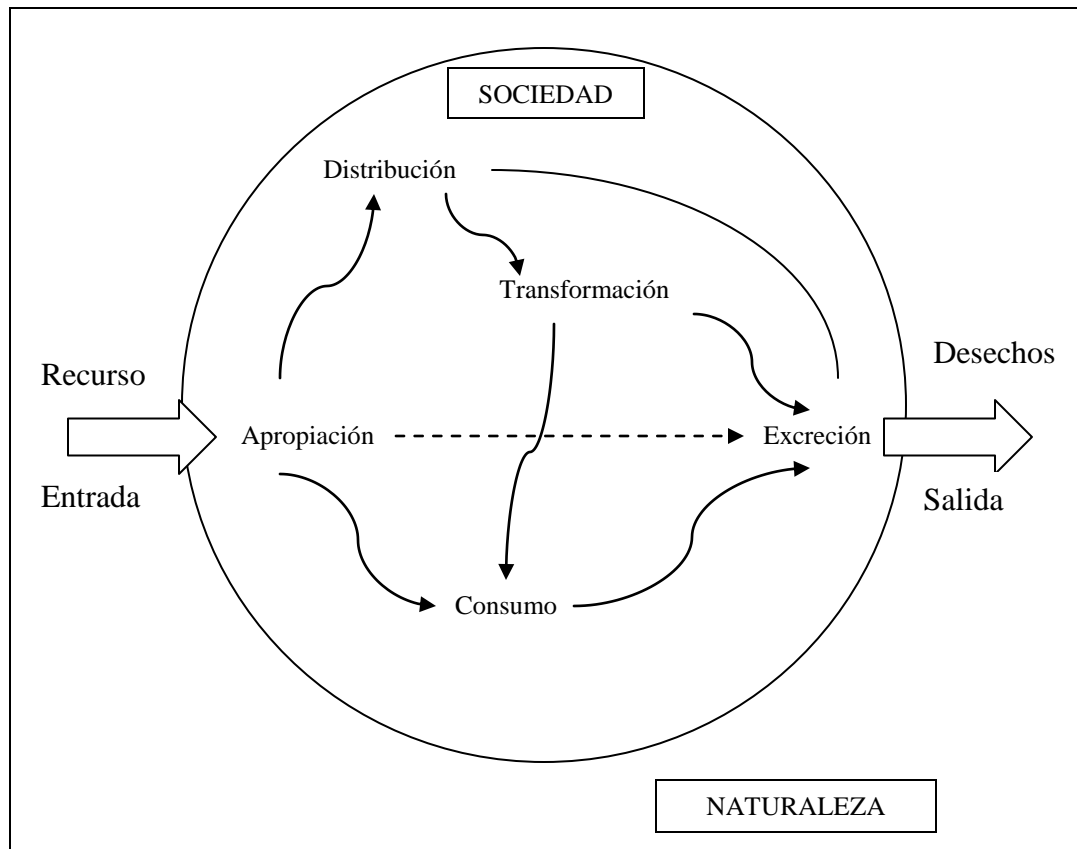 SOCIEDAD
Distribución
Transformación
Recurso
Desechos
Apropiación
Excreción
Entrada
Salida
Consumo
NATURALEZA